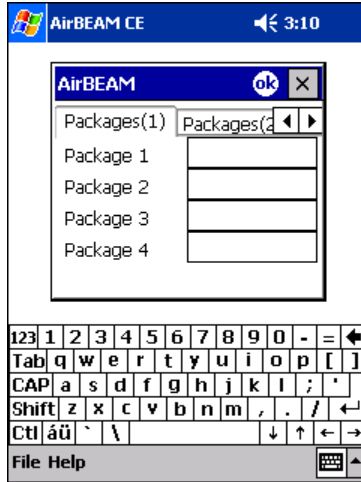 AirBEAM CE 3:10
AirBEAM ok
Packages(1) Packages(2
Package 1
Package 2
Package 3
Package 4
123 1 2 3 4 5 6 7 8 9 0 - = ←
Tab q w e r t y u i o p [ ]
CAP a s d f g h j k l ; '
Shift z x c v b n m , . / ↵
Ctl áü ` \ ↓ ↑ ← →
File Help